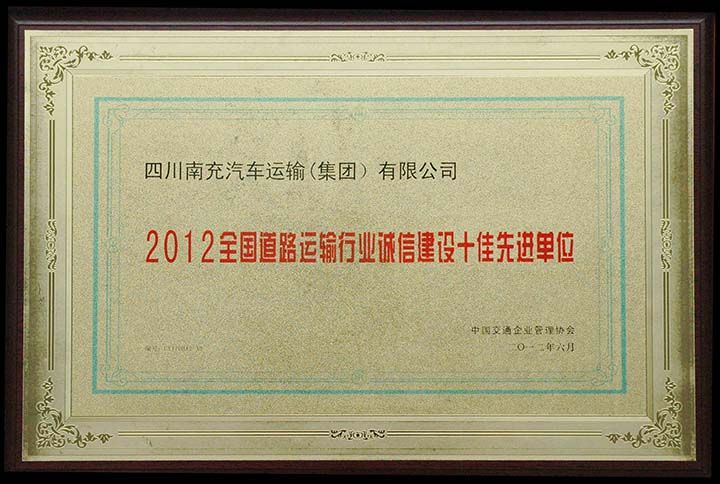 四川南充汽车运输(集团)有限公司
2012全国道路运输行业诚信建设十佳先进单位
中国交通企业管理协会
二〇一二年六月